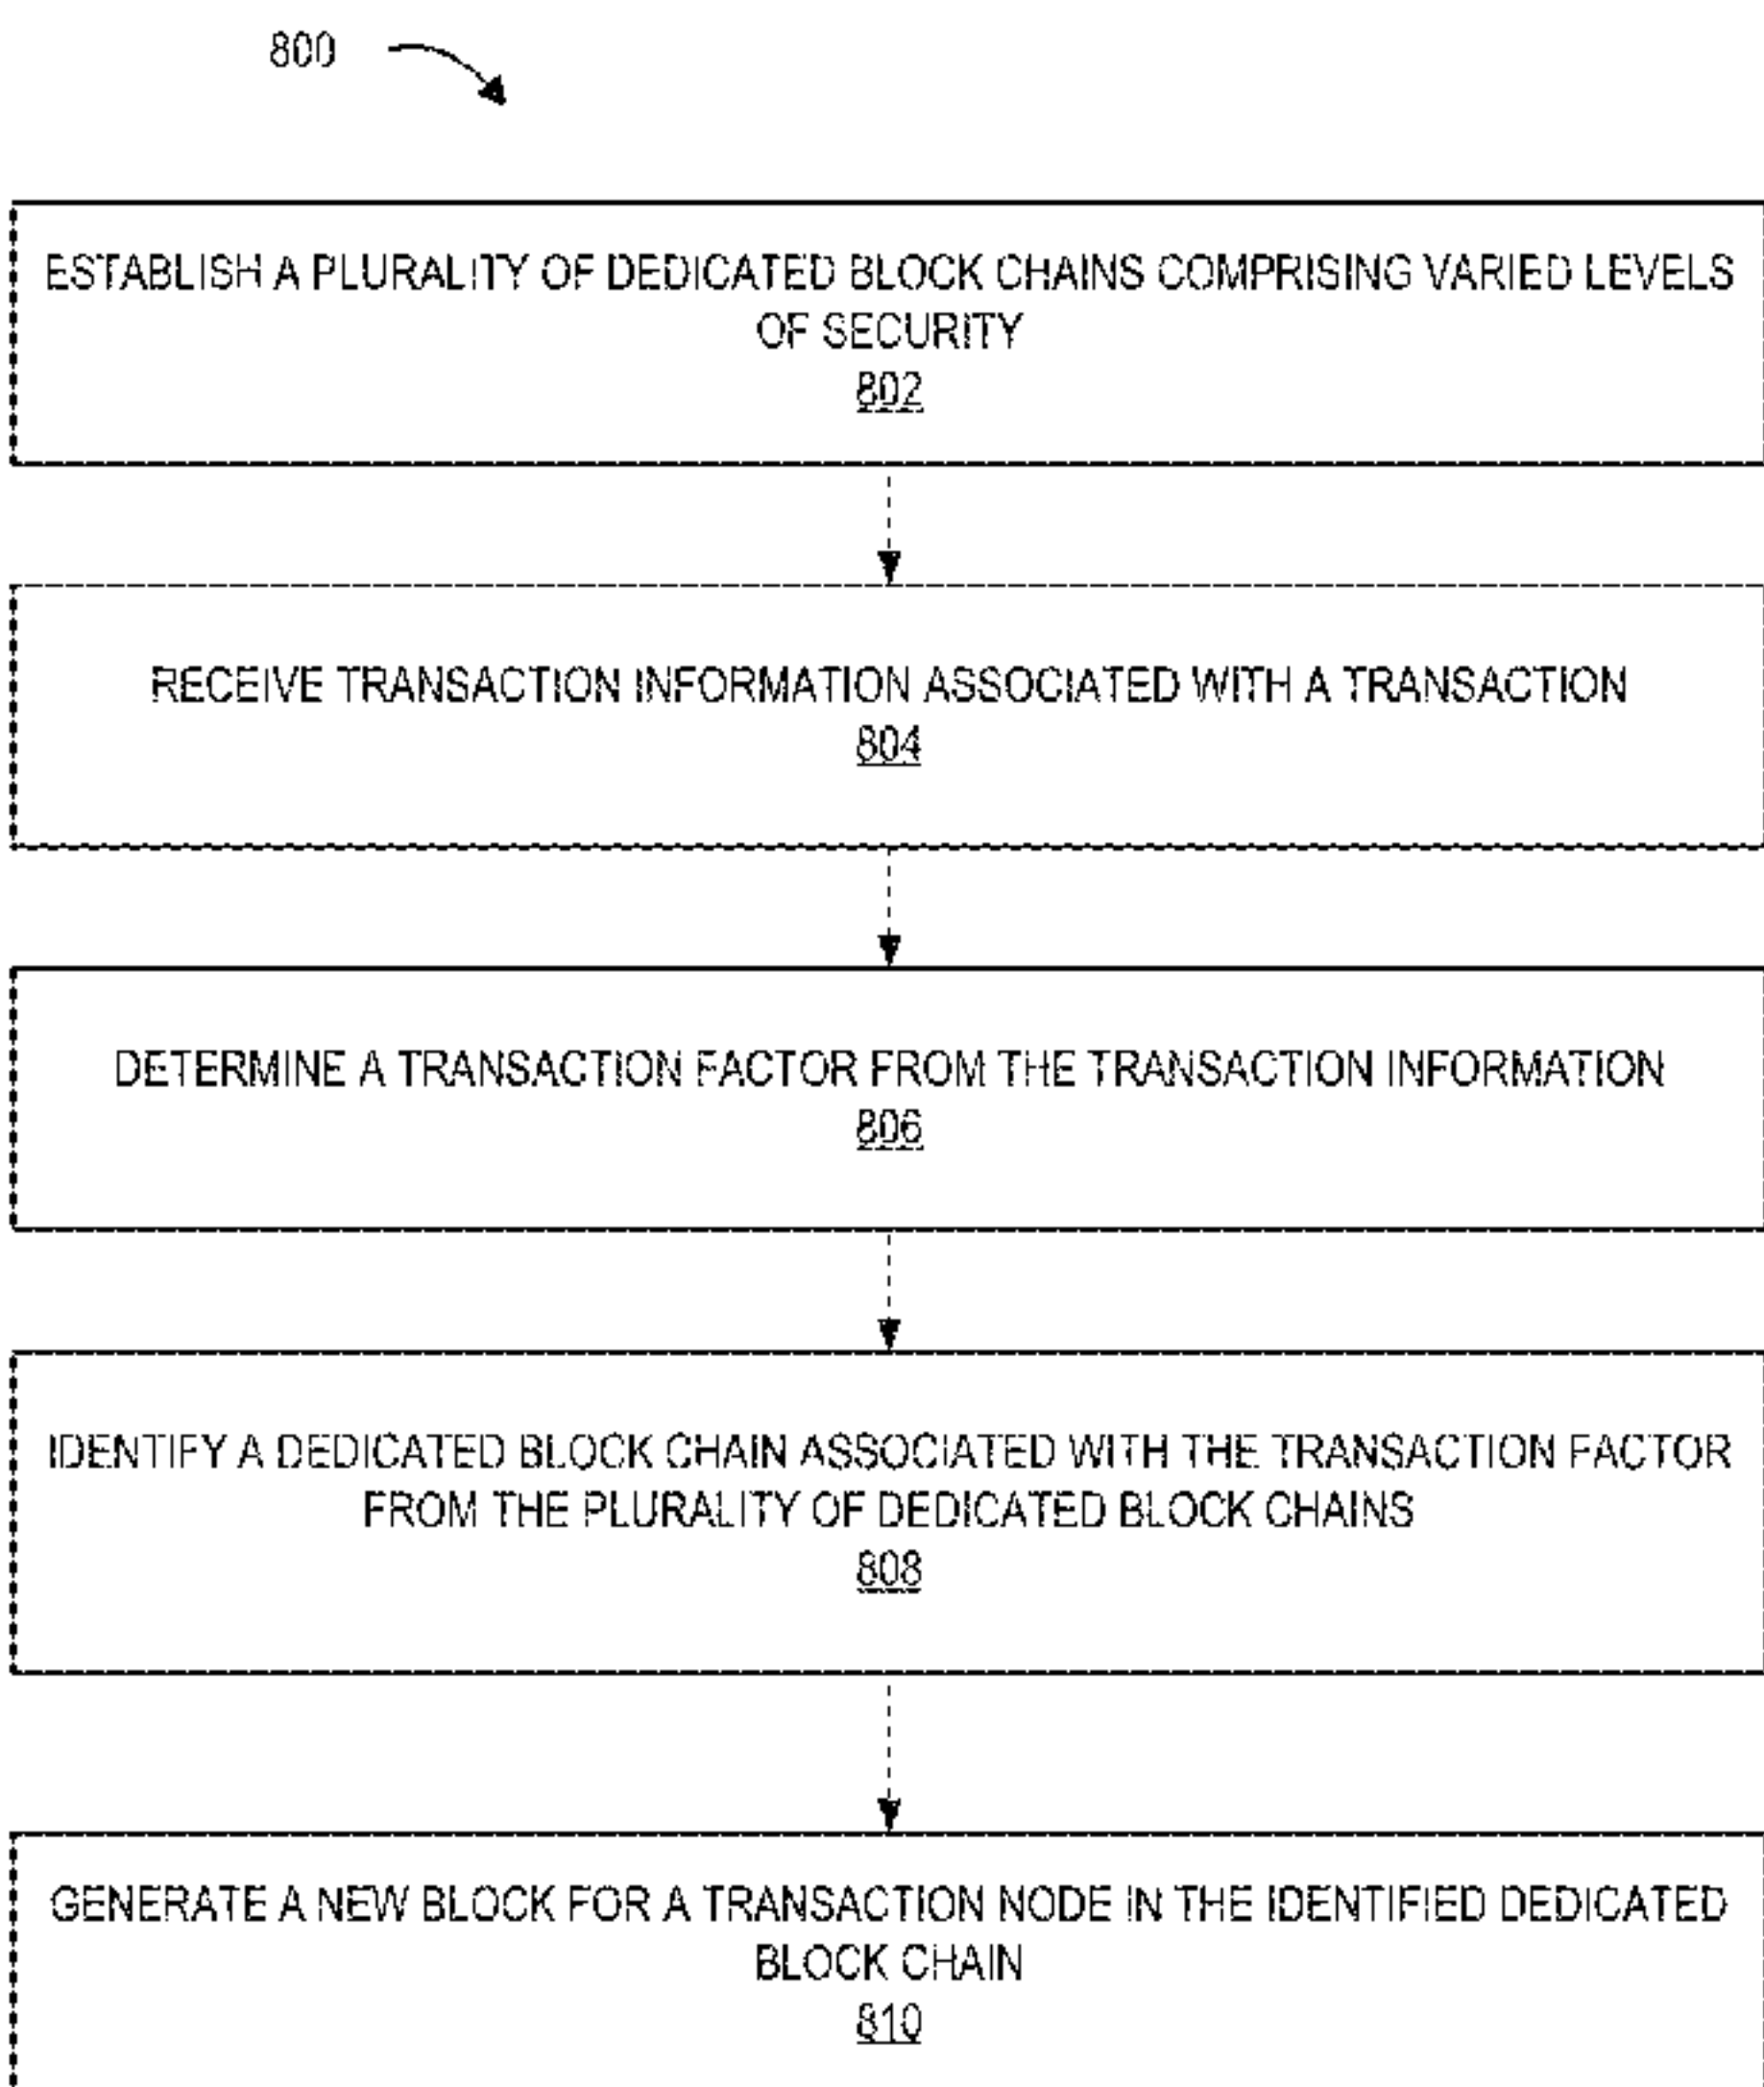 800
ESTABLISH A PLURALITY OF DEDICATED BLOCK CHAINS COMPRISING VARIED LEVELS
OF SECURITY
802
RECEIVE TRANSACTION INFORMATION ASSOCIATED WITH A TRANSACTION
804
DETERMINE A TRANSACTION FACTOR FROM THE TRANSACTION INFORMATION
806
IDENTIFY A DEDICATED BLOCK CHAIN ASSOCIATED WITH THE TRANSACTION FACTOR
FROM THE PLURALITY OF DEDICATED BLOCK CHAINS
808
GENERATE A NEW BLOCK FOR A TRANSACTION NODE IN THE IDENTIFIED DEDICATED
BLOCK CHAIN
810